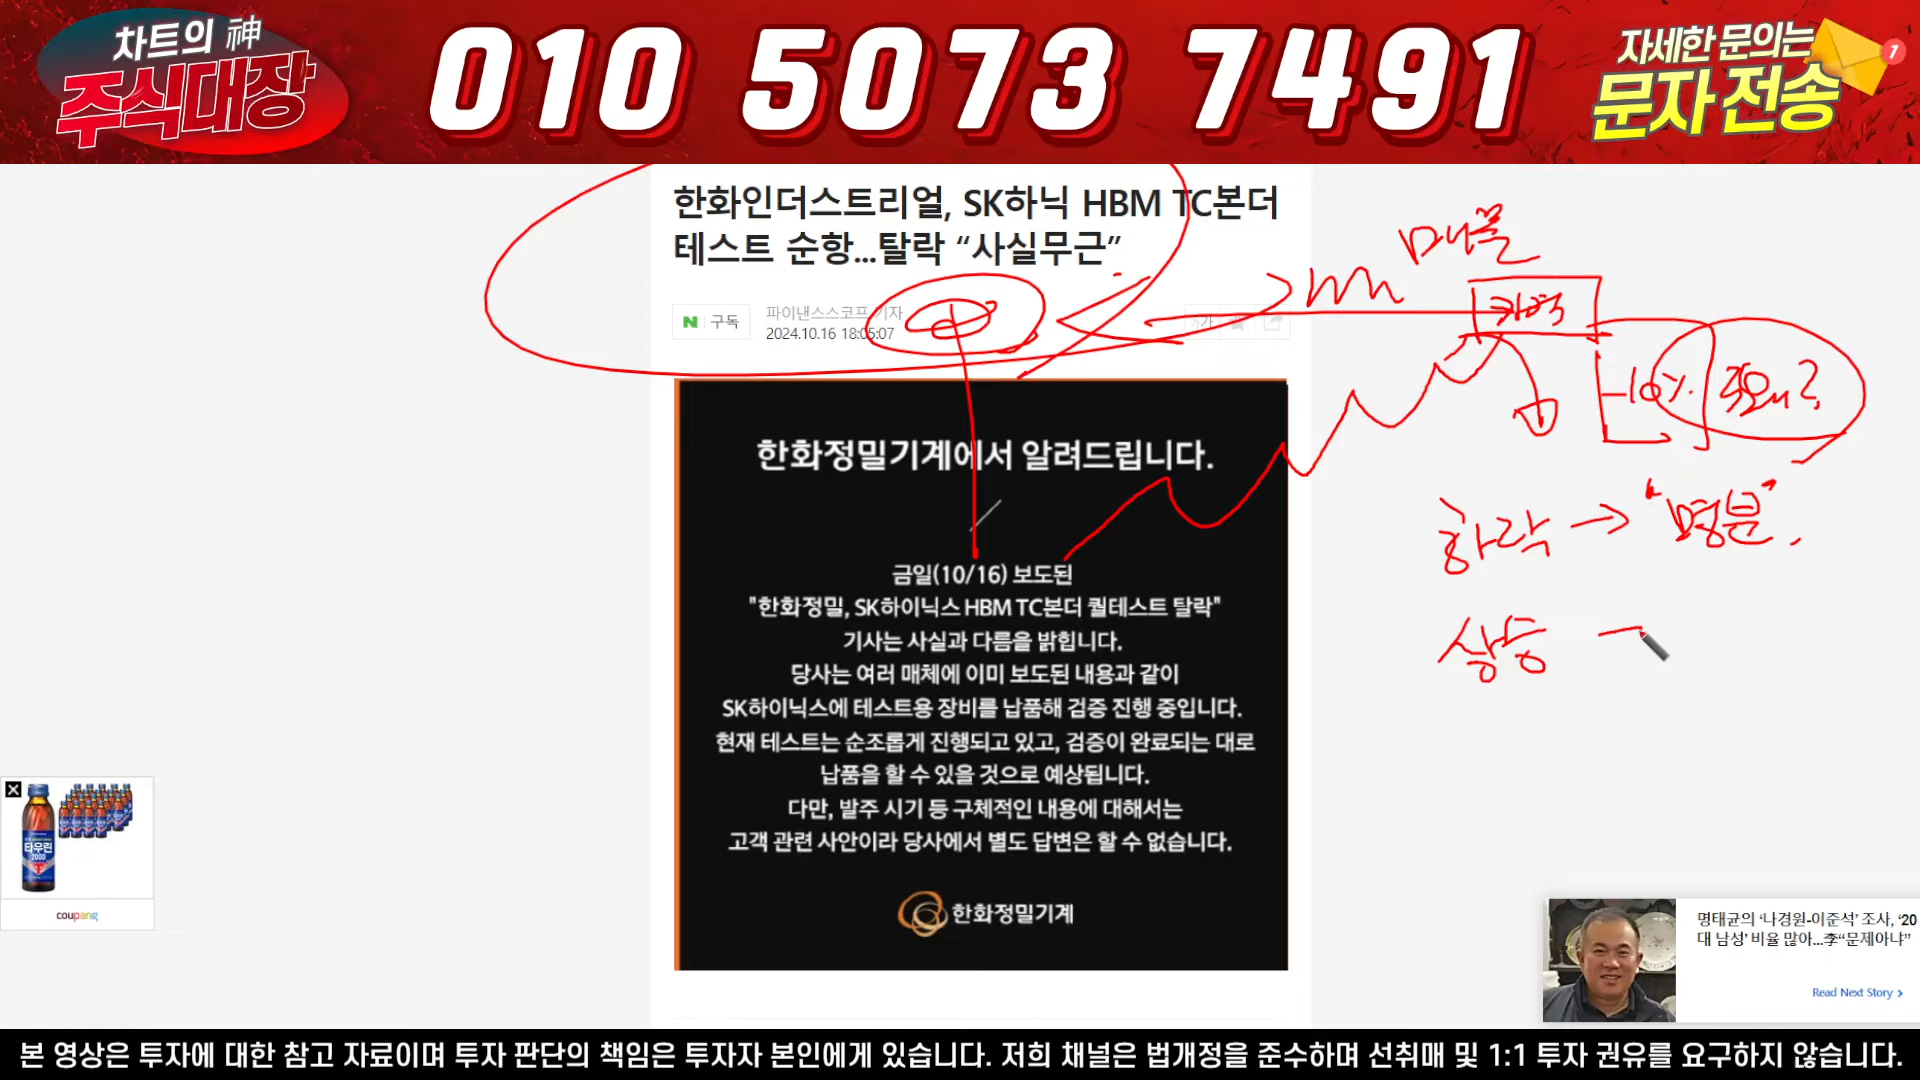 차트의 神
주식대장
010 5073 7491
자세한 문의는
문자 전송
1
한화인더스트리얼, SK하닉 HBM TC본더
테스트 순항...탈락 “사실무근”
N 구독
파이낸스스코프 기자
2024.10.16 18:05:07
가
-10%
하락 → “명분”.
상승
한화정밀기계에서 알려드립니다.
금일(10/16) 보도된
"한화정밀, SK하이닉스 HBM TC본더 퀄테스트 탈락"
기사는 사실과 다름을 밝힙니다.
당사는 여러 매체에 이미 보도된 내용과 같이
SK하이닉스에 테스트용 장비를 납품해 검증 진행 중입니다.
현재 테스트는 순조롭게 진행되고 있고, 검증이 완료되는 대로
납품을 할 수 있을 것으로 예상됩니다.
다만, 발주 시기 등 구체적인 내용에 대해서는
고객 관련 사안이라 당사에서 별도 답변은 할 수 없습니다.
한화정밀기계
타우린
2000
coupang
명태균의 ‘나경원-이준석’ 조사, ‘20
대 남성’ 비율 많아...李“문제아냐”
Read Next Story
본 영상은 투자에 대한 참고 자료이며 투자 판단의 책임은 투자자 본인에게 있습니다. 저희 채널은 법개정을 준수하며 선취매 및 1:1 투자 권유를 요구하지 않습니다.